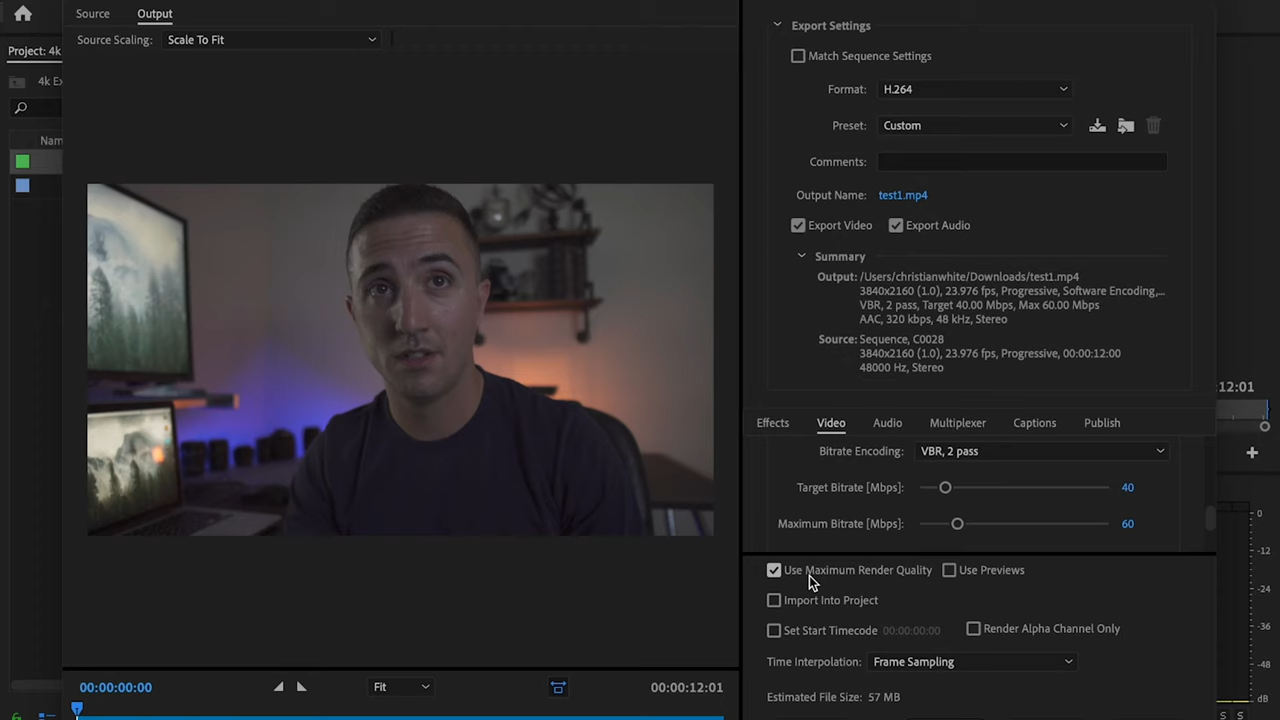 Source
Output
Source Scaling:
Scale To Fit
Project: 4k
4k Ex
Nam
Export Settings
Match Sequence Settings
Format:
H.264
Preset:
Custom
Comments:
Output Name:
test1.mp4
Export Video
Export Audio
Summary
Output: /Users/christianwhite/Downloads/test1.mp4
3840x2160 (1.0), 23.976 fps, Progressive, Software Encoding,...
VBR, 2 pass, Target 40.00 Mbps, Max 60.00 Mbps
AAC, 320 kbps, 48 kHz, Stereo
Source: Sequence, C0028
3840x2160 (1.0), 23.976 fps, Progressive, 00:00:12:00
48000 Hz, Stereo
:12:01
Effects
Video
Audio
Multiplexer
Captions
Publish
Bitrate Encoding:
VBR, 2 pass
Target Bitrate [Mbps]:
40
Maximum Bitrate [Mbps]:
60
Use Maximum Render Quality
Use Previews
Import Into Project
Set Start Timecode
00:00:00:00
Render Alpha Channel Only
Time Interpolation:
Frame Sampling
Estimated File Size:
57 MB
00:00:00:00
Fit
00:00:12:01
0
-12
-24
-36
-48
dB
S
S